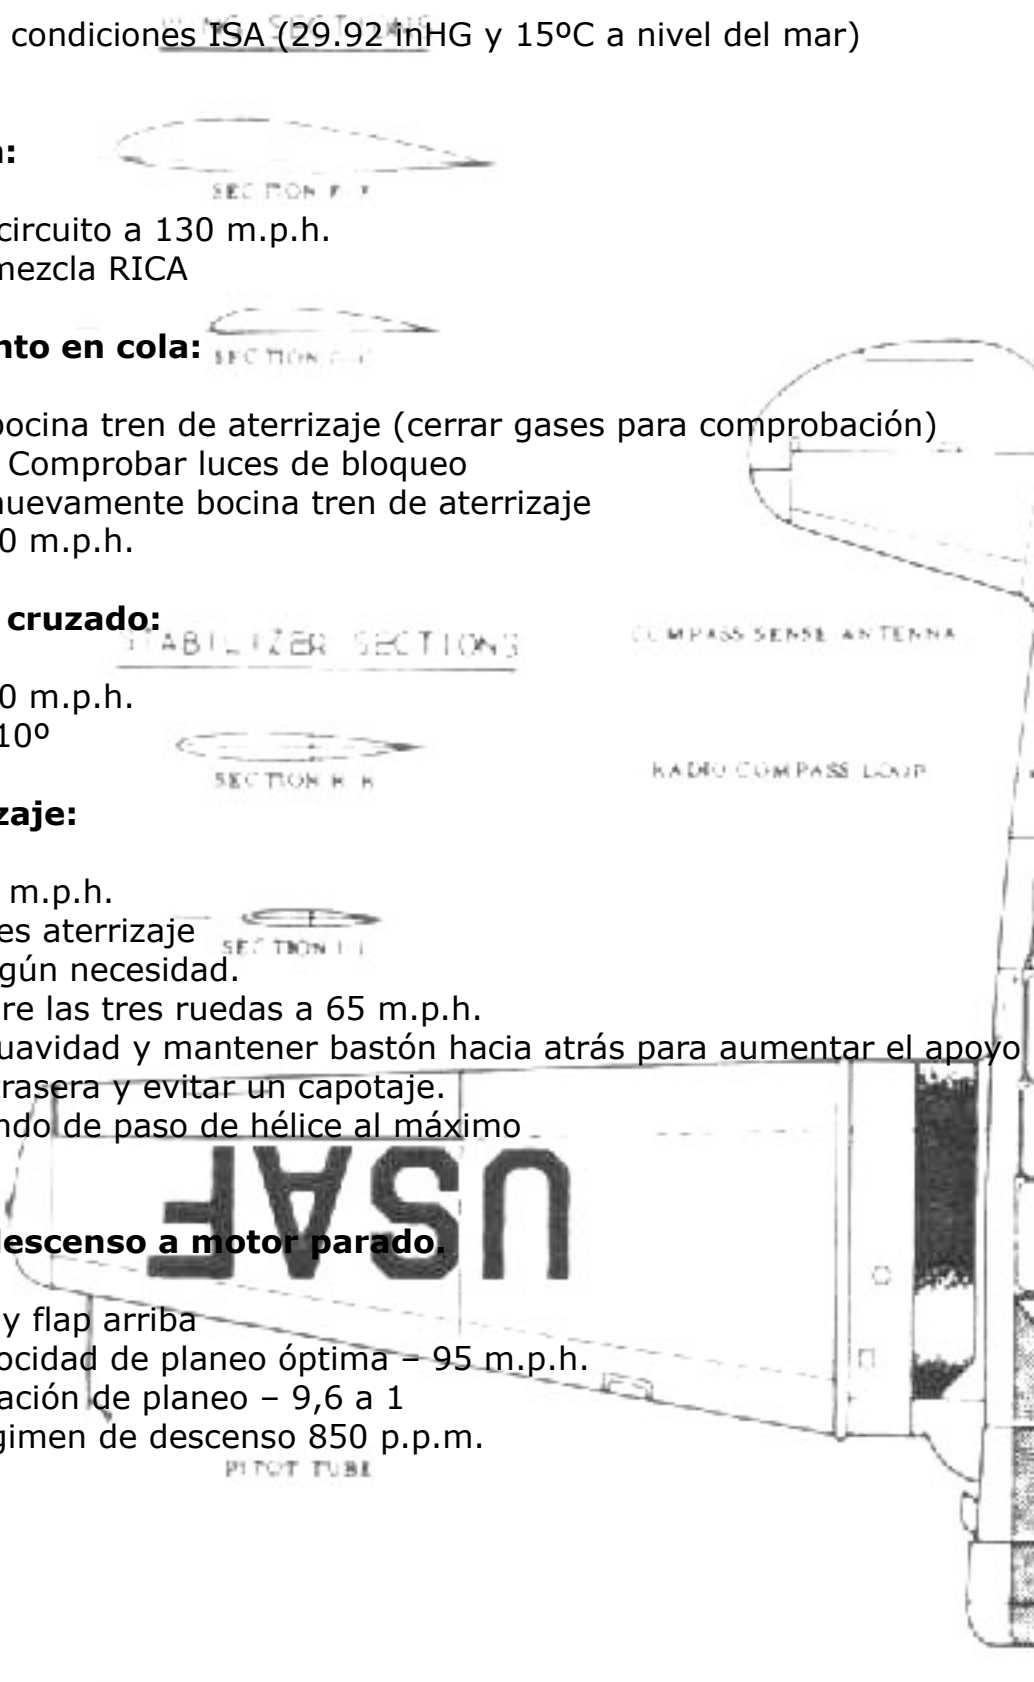 WING SECTIONS
condiciones ISA (29.92 inHG y 15ºC a nivel del mar)
:
SECTION F F
circuito a 130 m.p.h.
mezcla RICA
nto en cola:
SECTION
bocina tren de aterrizaje (cerrar gases para comprobación)
Comprobar luces de bloqueo
nuevamente bocina tren de aterrizaje
0 m.p.h.
cruzado:
STABILIZER SECTIONS
COMPASS SENSE ANTENNA
0 m.p.h.
10º
SECTION
RADIO COMPASS LOOP
zaje:
m.p.h.
es aterrizaje
SECTION
gún necesidad.
re las tres ruedas a 65 m.p.h.
uavidad y mantener bastón hacia atrás para aumentar el apoyo
trasera y evitar un capotaje.
ndo de paso de hélice al máximo
USAF
descenso a motor parado.
y flap arriba
ocidad de planeo óptima – 95 m.p.h.
ación de planeo – 9,6 a 1
gimen de descenso 850 p.p.m.
PITOT TUBE